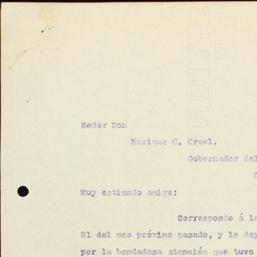 Señor Don
Enrique C. Creel,
Gobernador del
C
Muy estimado amigo:
Correspondo á la
21 del mes próximo pasado, y le doy
por la bondadosa atención que tuvo